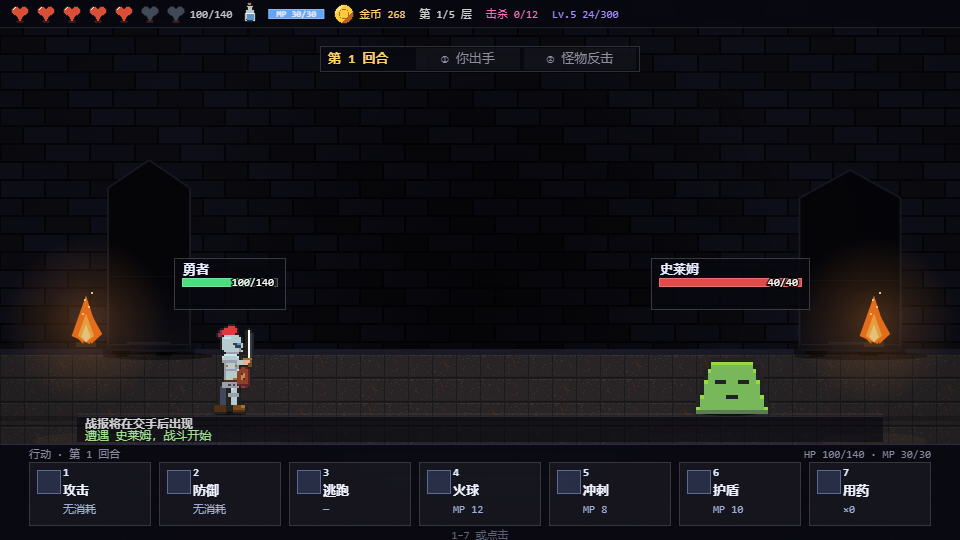 100/140 MP 30/30 金币 268 第 1/5 层 击杀 0/12 Lv.5 24/300
第 1 回合 ① 你出手 ② 怪物反击
勇者
100/140
史莱姆
40/40
战报将在交手后出现
遭遇 史莱姆, 战斗开始
行动 · 第 1 回合 HP 100/140 · MP 30/30
1 攻击 无消耗
2 防御 无消耗
3 逃跑 —
4 火球 MP 12
5 冲刺 MP 8
6 护盾 MP 10
7 用药 ×0
1-7 或点击